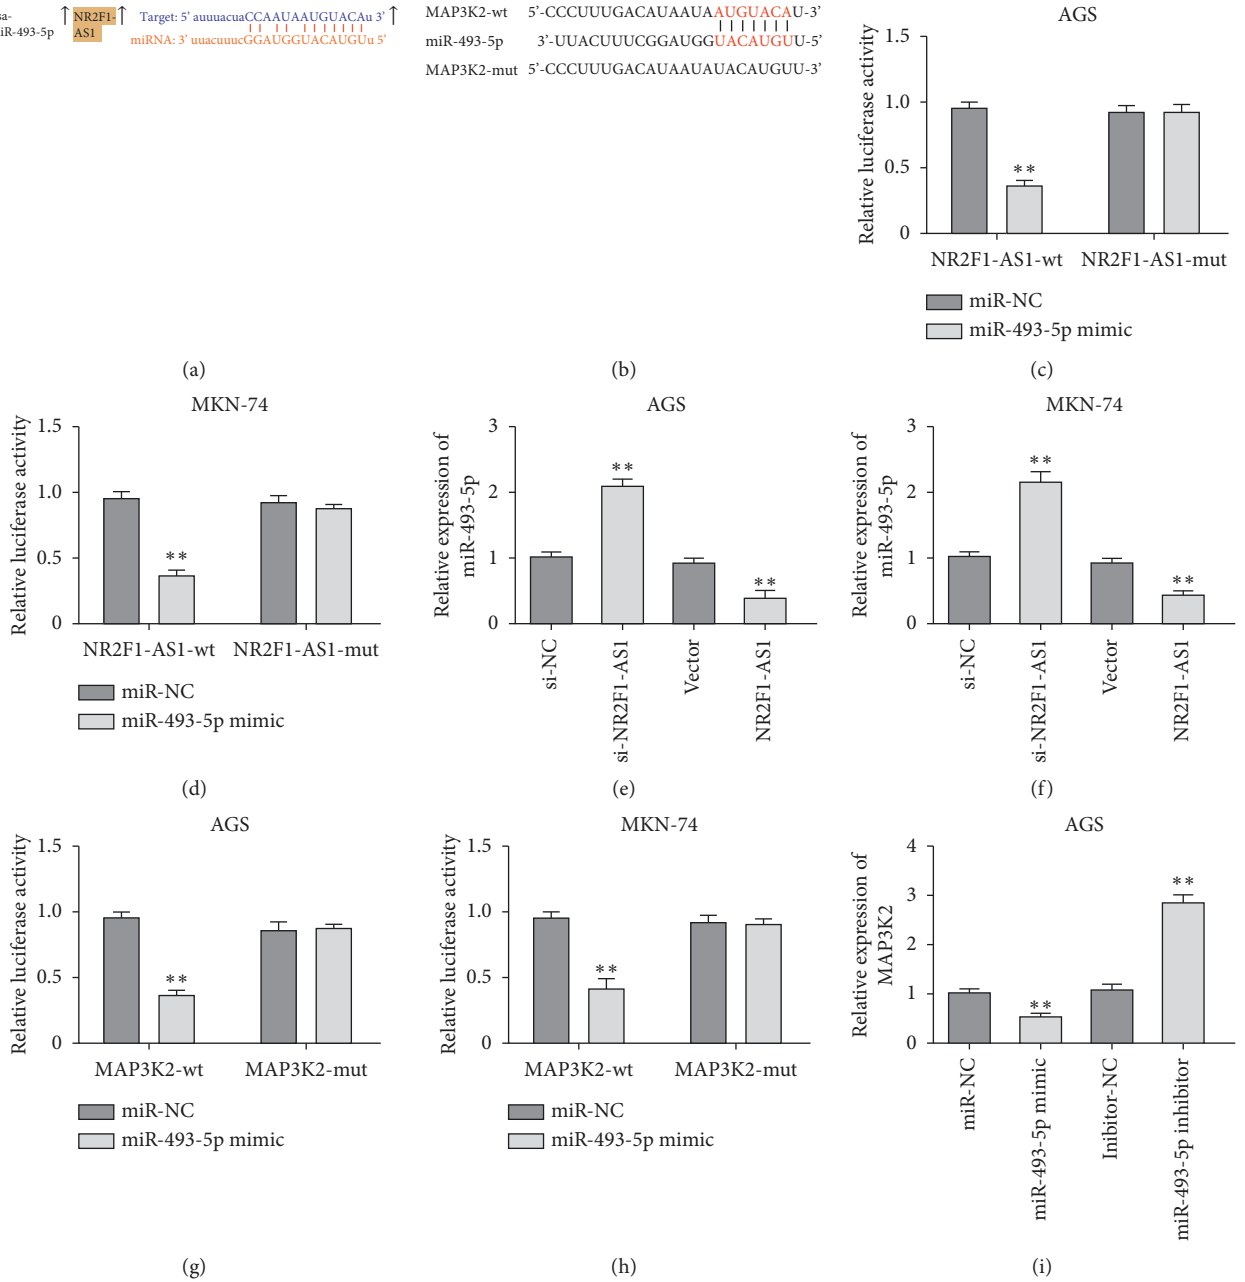 sa-
miR-493-5p
NR2F1-
AS1
Target: 5' auuuacuaCCAAUAAUGUACAu 3'
miRNA: 3' uuacuuucGGAUGGUACAUGUu 5'
(a)
MAP3K2-wt 5'-CCCUUUGACAUAAUAAUGUACAU-3'
miR-493-5p 3'-UUACUUUCGGAUGGUACAUGUU-5'
MAP3K2-mut 5'-CCCUUUGACAUAAUAUACAUGUU-3'
(b)
AGS
Relative luciferase activity
1.5
1.0
0.5
0
**
NR2F1-AS1-wt NR2F1-AS1-mut
miR-NC
miR-493-5p mimic
(c)
MKN-74
Relative luciferase activity
1.5
1.0
0.5
0
**
NR2F1-AS1-wt NR2F1-AS1-mut
miR-NC
miR-493-5p mimic
(d)
AGS
Relative expression of
miR-493-5p
3
2
1
0
**
**
si-NC
si-NR2F1-AS1
Vector
NR2F1-AS1
(e)
MKN-74
Relative expression of
miR-493-5p
3
2
1
0
**
**
si-NC
si-NR2F1-AS1
Vector
NR2F1-AS1
(f)
AGS
Relative luciferase activity
1.5
1.0
0.5
0
**
MAP3K2-wt MAP3K2-mut
miR-NC
miR-493-5p mimic
(g)
MKN-74
Relative luciferase activity
1.5
1.0
0.5
0
**
MAP3K2-wt MAP3K2-mut
miR-NC
miR-493-5p mimic
(h)
AGS
Relative expression of
MAP3K2
4
3
2
1
0
**
**
miR-NC
miR-493-5p mimic
Inibitor-NC
miR-493-5p inhibitor
(i)